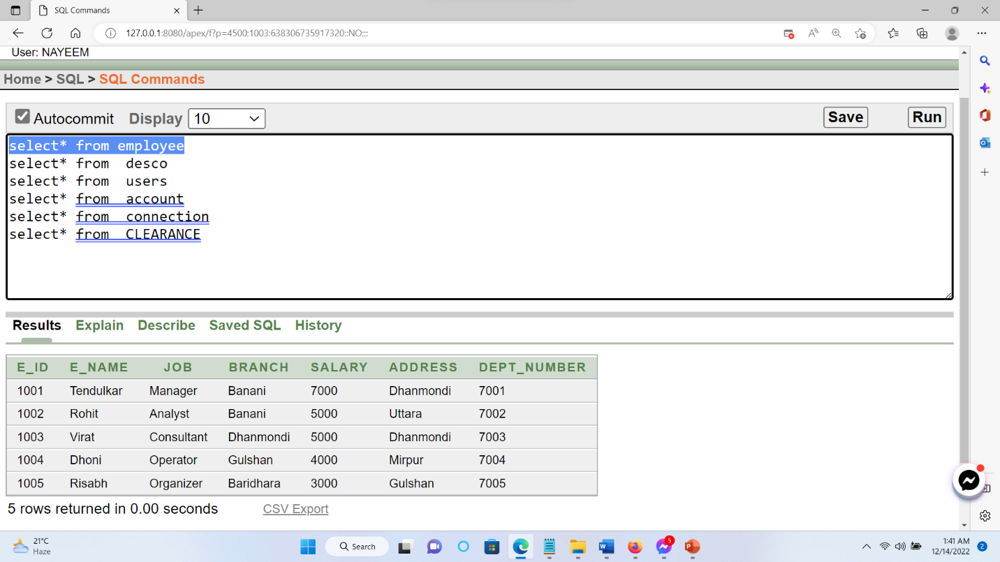 SQL Commands
127.0.0.1:8080/apex/f?p=4500:1003:638306735917320::NO:::
User: NAYEEM
Home > SQL > SQL Commands
Autocommit Display 10 Save Run
select* from employee
select* from  desco
select* from  users
select* from  account
select* from  connection
select* from  CLEARANCE
Results Explain Describe Saved SQL History
E_ID E_NAME JOB BRANCH SALARY ADDRESS DEPT_NUMBER
1001 Tendulkar Manager Banani 7000 Dhanmondi 7001
1002 Rohit Analyst Banani 5000 Uttara 7002
1003 Virat Consultant Dhanmondi 5000 Dhanmondi 7003
1004 Dhoni Operator Gulshan 4000 Mirpur 7004
1005 Risabh Organizer Baridhara 3000 Gulshan 7005
5 rows returned in 0.00 seconds CSV Export
21°C
Haze
Search
5
1:41 AM
12/14/2022
2